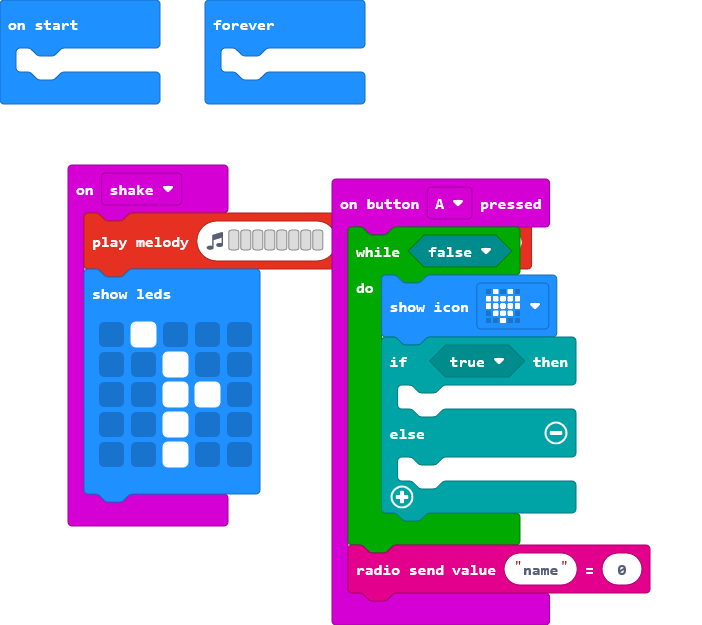 on start
forever
on shake
play melody
show leds
on button A pressed
while false
do
show icon
if true then
else
radio send value "name" = 0